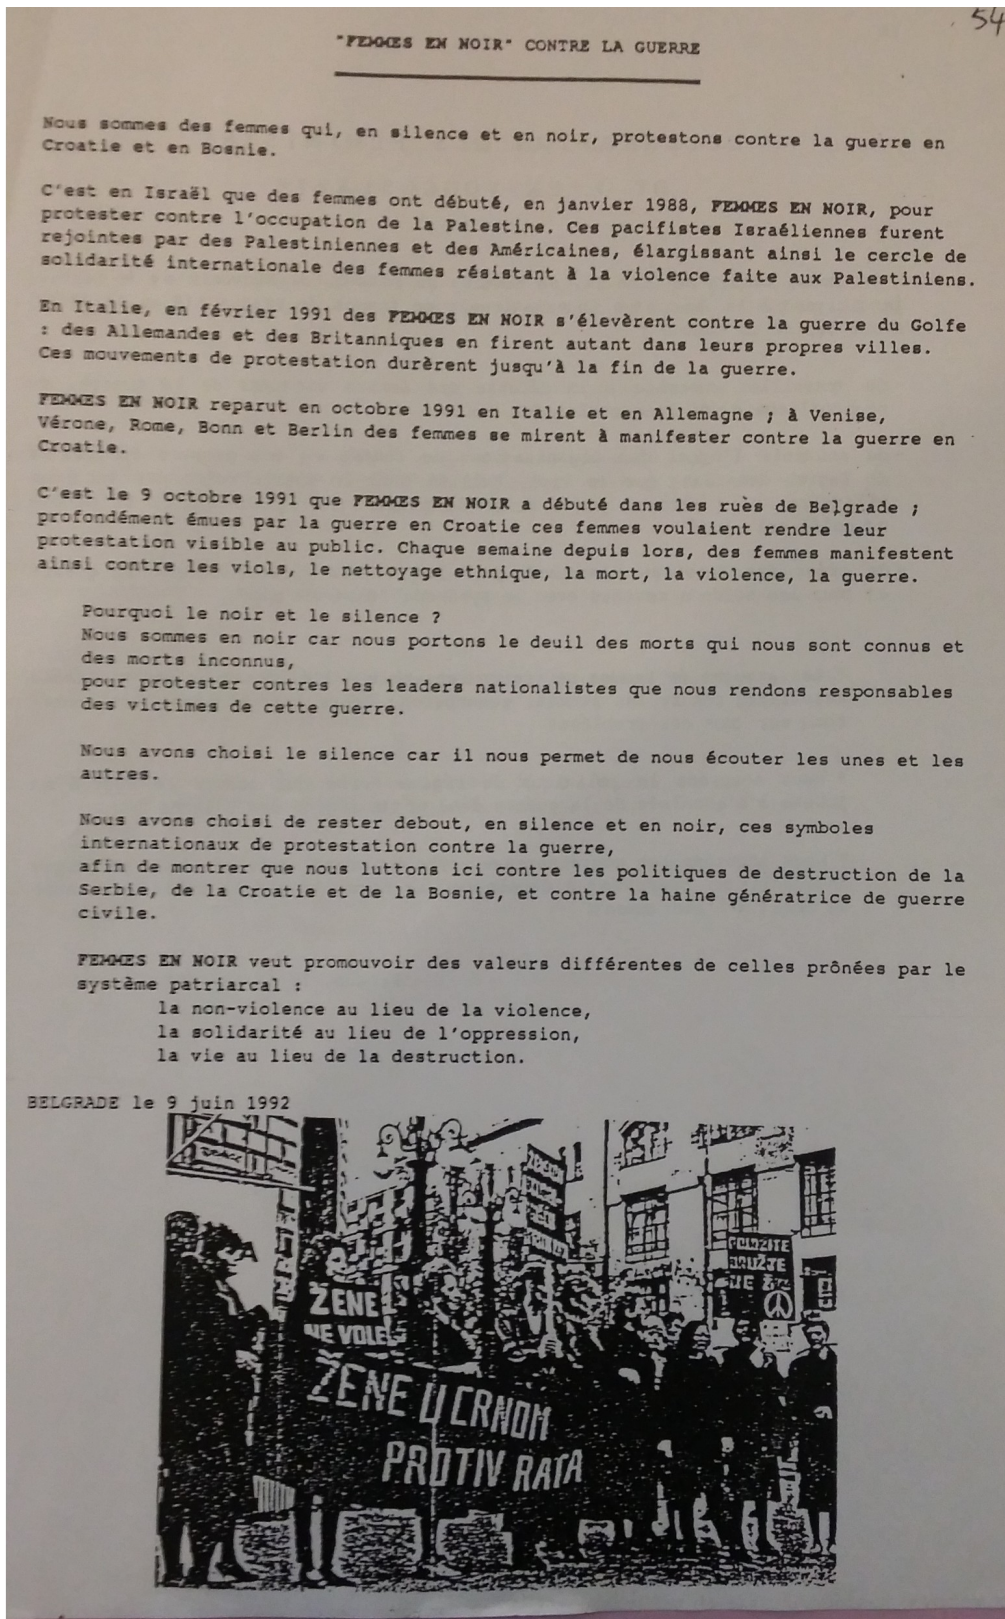 54
"FEMMES EN NOIR" CONTRE LA GUERRE
Nous sommes des femmes qui, en silence et en noir, protestons contre la guerre en
Croatie et en Bosnie.
C'est en Israël que des femmes ont débuté, en janvier 1988, FEMMES EN NOIR, pour
protester contre l'occupation de la Palestine. Ces pacifistes Israéliennes furent
rejointes par des Palestiniennes et des Américaines, élargissant ainsi le cercle de
solidarité internationale des femmes résistant à la violence faite aux Palestiniens.
En Italie, en février 1991 des FEMMES EN NOIR s'élevèrent contre la guerre du Golfe
: des Allemandes et des Britanniques en firent autant dans leurs propres villes.
Ces mouvements de protestation durèrent jusqu'à la fin de la guerre.
FEMMES EN NOIR reparut en octobre 1991 en Italie et en Allemagne ; à Venise,
Vérone, Rome, Bonn et Berlin des femmes se mirent à manifester contre la guerre en
Croatie.
C'est le 9 octobre 1991 que FEMMES EN NOIR a débuté dans les rues de Belgrade ;
profondément émues par la guerre en Croatie ces femmes voulaient rendre leur
protestation visible au public. Chaque semaine depuis lors, des femmes manifestent
ainsi contre les viols, le nettoyage ethnique, la mort, la violence, la guerre.
Pourquoi le noir et le silence ?
Nous sommes en noir car nous portons le deuil des morts qui nous sont connus et
des morts inconnus,
pour protester contres les leaders nationalistes que nous rendons responsables
des victimes de cette guerre.
Nous avons choisi le silence car il nous permet de nous écouter les unes et les
autres.
Nous avons choisi de rester debout, en silence et en noir, ces symboles
internationaux de protestation contre la guerre,
afin de montrer que nous luttons ici contre les politiques de destruction de la
Serbie, de la Croatie et de la Bosnie, et contre la haine génératrice de guerre
civile.
FEMMES EN NOIR veut promouvoir des valeurs différentes de celles prônées par le
système patriarcal :
la non-violence au lieu de la violence,
la solidarité au lieu de l'oppression,
la vie au lieu de la destruction.
BELGRADE le 9 juin 1992
ŽENE
NE VOLE
ŽENE U CRNOM
PROTIV RATA